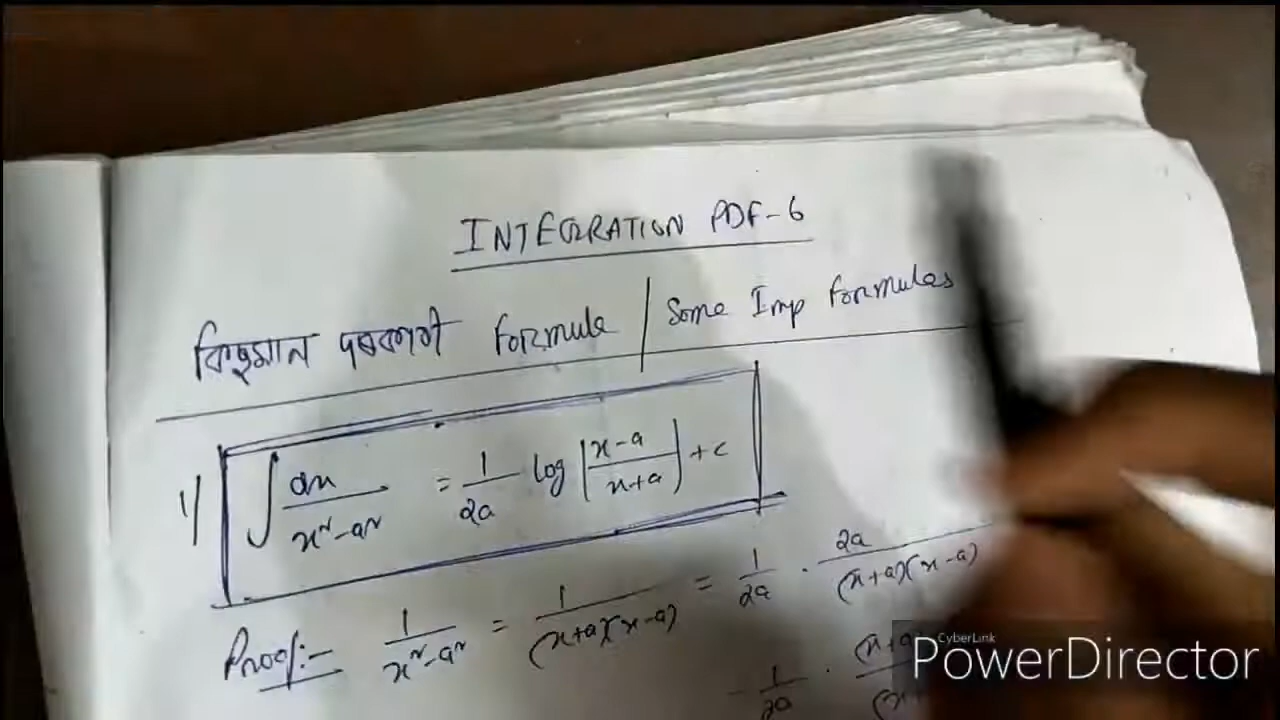 INTEGRATION PDF-6
কিছুমান দৰকাৰী Formula / Some Imp formulas
1) ∫ dx/(x²-a²) = 1/2a log |(x-a)/(x+a)| + c
Proof:- 1/(x²-a²) = 1/((x+a)(x-a)) = 1/2a · 2a/((x+a)(x-a))
CyberLink
PowerDirector